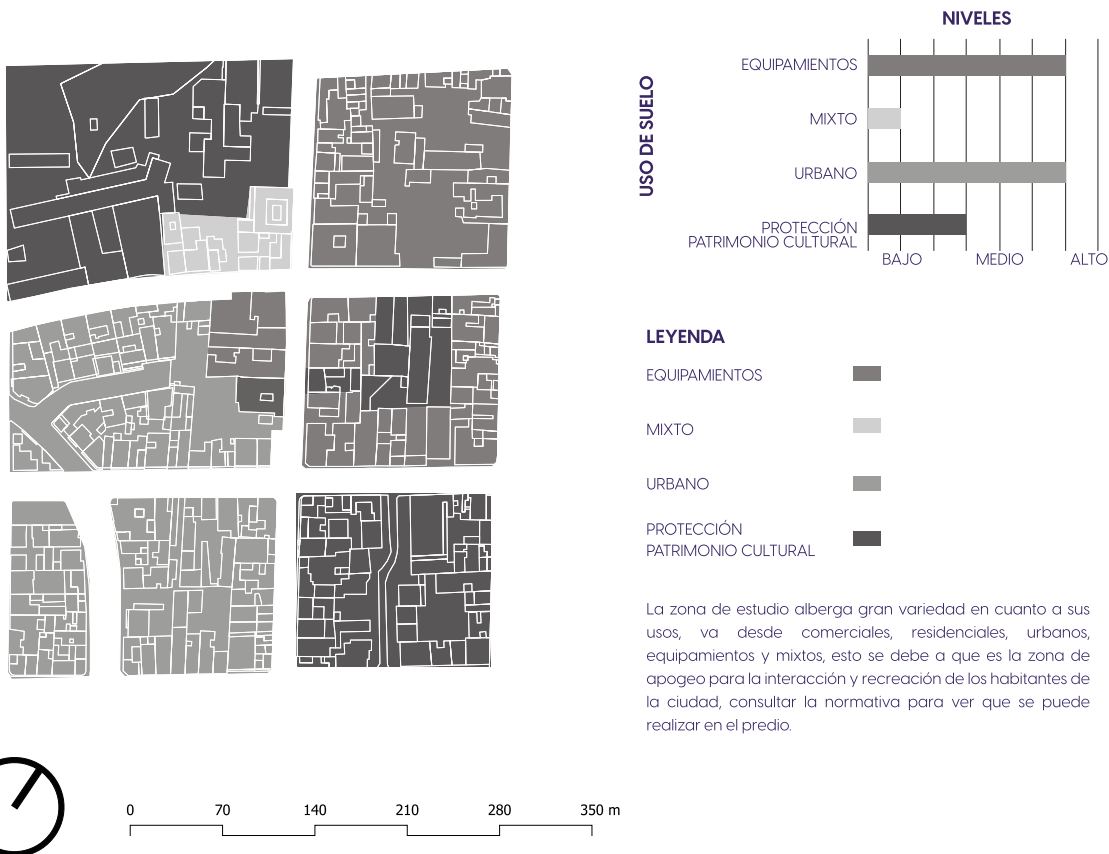 NIVELES
USO DE SUELO
EQUIPAMIENTOS
MIXTO
URBANO
PROTECCIÓN
PATRIMONIO CULTURAL
BAJO MEDIO ALTO
LEYENDA
EQUIPAMIENTOS
MIXTO
URBANO
PROTECCIÓN
PATRIMONIO CULTURAL
La zona de estudio alberga gran variedad en cuanto a sus
usos, va desde comerciales, residenciales, urbanos,
equipamientos y mixtos, esto se debe a que es la zona de
apogeo para la interacción y recreación de los habitantes de
la ciudad, consultar la normativa para ver que se puede
realizar en el predio.
0 70 140 210 280 350 m